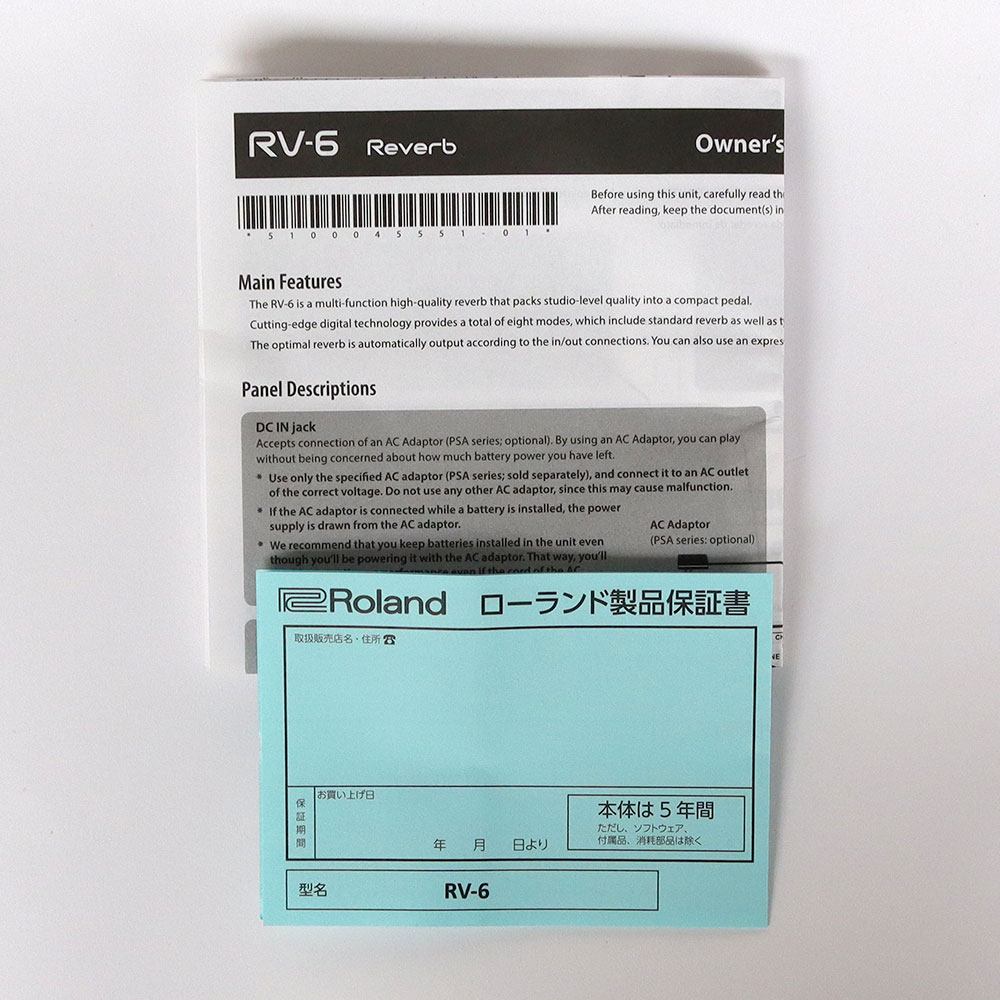 RV-6 Reverb Owner's
*5100045551-01*
Before using this unit, carefully read the
After reading, keep the document(s) in
Main Features
The RV-6 is a multi-function high-quality reverb that packs studio-level quality into a compact pedal.
Cutting-edge digital technology provides a total of eight modes, which include standard reverb as well as
The optimal reverb is automatically output according to the in/out connections. You can also use an expres
Panel Descriptions
DC IN jack
Accepts connection of an AC Adaptor (PSA series; optional). By using an AC Adaptor, you can play
without being concerned about how much battery power you have left.
* Use only the specified AC adaptor (PSA series; sold separately), and connect it to an AC outlet
of the correct voltage. Do not use any other AC adaptor, since this may cause malfunction.
* If the AC adaptor is connected while a battery is installed, the power
supply is drawn from the AC adaptor.
* We recommend that you keep batteries installed in the unit even
though you'll be powering it with the AC adaptor. That way, you'll
performance even if the cord of the AC
AC Adaptor
(PSA series: optional)
Roland ローランド製品保証書
取扱販売店名・住所☎
保証期間
お買い上げ日
年 月 日より
本体は5年間
ただし、ソフトウェア、
付属品、消耗部品は除く
型名 RV-6